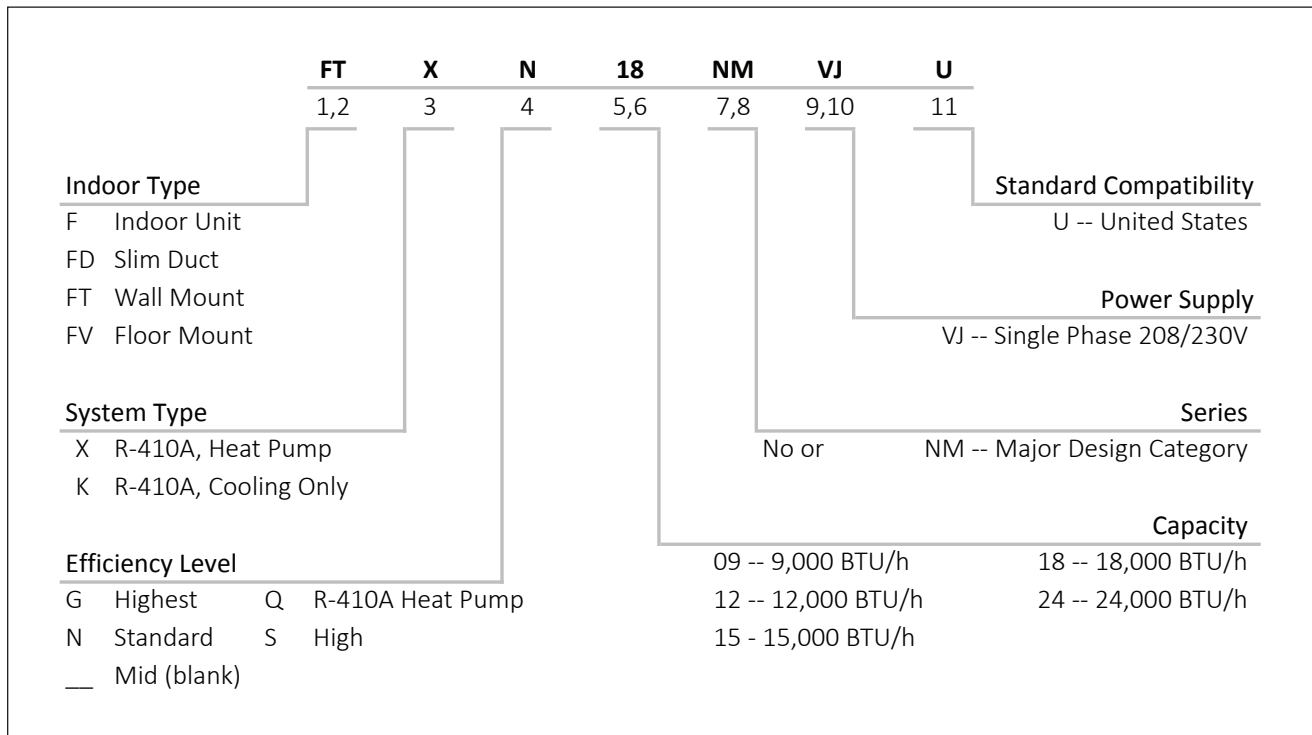 FT X N 18 NM VJ U
1,2 3 4 5,6 7,8 9,10 11
Indoor Type
F Indoor Unit
FD Slim Duct
FT Wall Mount
FV Floor Mount
System Type
X R-410A, Heat Pump
K R-410A, Cooling Only
Efficiency Level
G Highest Q R-410A Heat Pump
N Standard S High
__ Mid (blank)
Standard Compatibility
U -- United States
Power Supply
VJ -- Single Phase 208/230V
Series
No or NM -- Major Design Category
Capacity
09 -- 9,000 BTU/h 18 -- 18,000 BTU/h
12 -- 12,000 BTU/h 24 -- 24,000 BTU/h
15 - 15,000 BTU/h